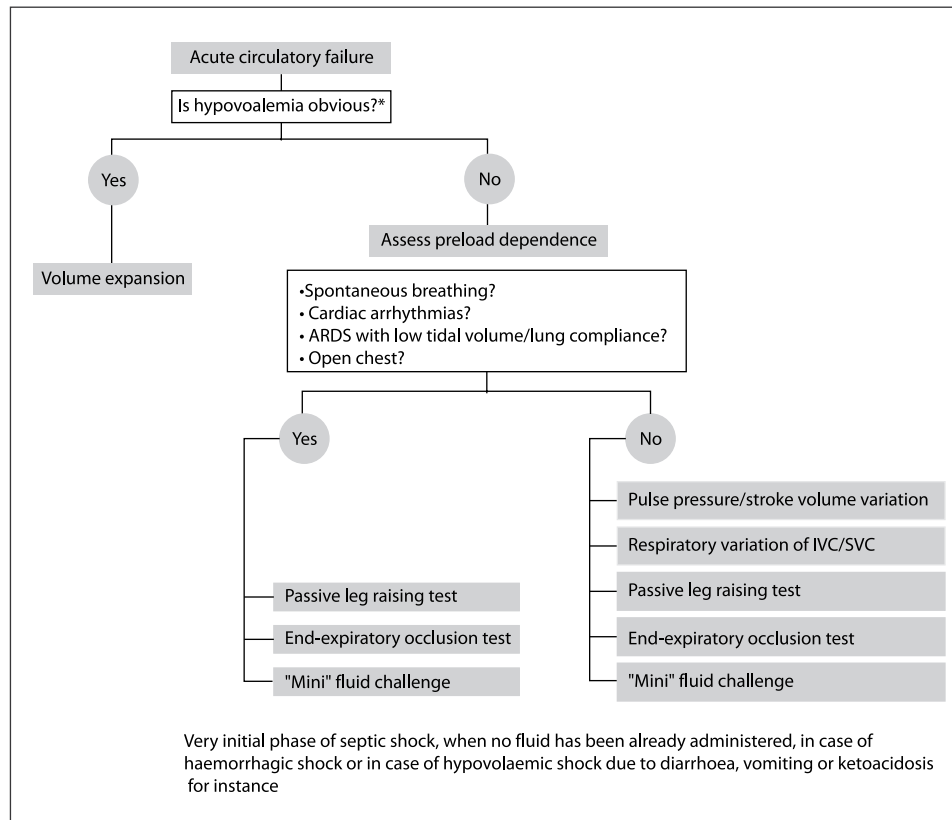 Acute circulatory failure
Is hypovoalemia obvious?*
Yes
No
Assess preload dependence
Volume expansion
•Spontaneous breathing?
• Cardiac arrhythmias?
• ARDS with low tidal volume/lung compliance?
• Open chest?
Yes
No
Pulse pressure/stroke volume variation
Respiratory variation of IVC/SVC
Passive leg raising test
End-expiratory occlusion test
"Mini" fluid challenge
Passive leg raising test
End-expiratory occlusion test
"Mini" fluid challenge
Very initial phase of septic shock, when no fluid has been already administered, in case of
haemorrhagic shock or in case of hypovolaemic shock due to diarrhoea, vomiting or ketoacidosis
for instance